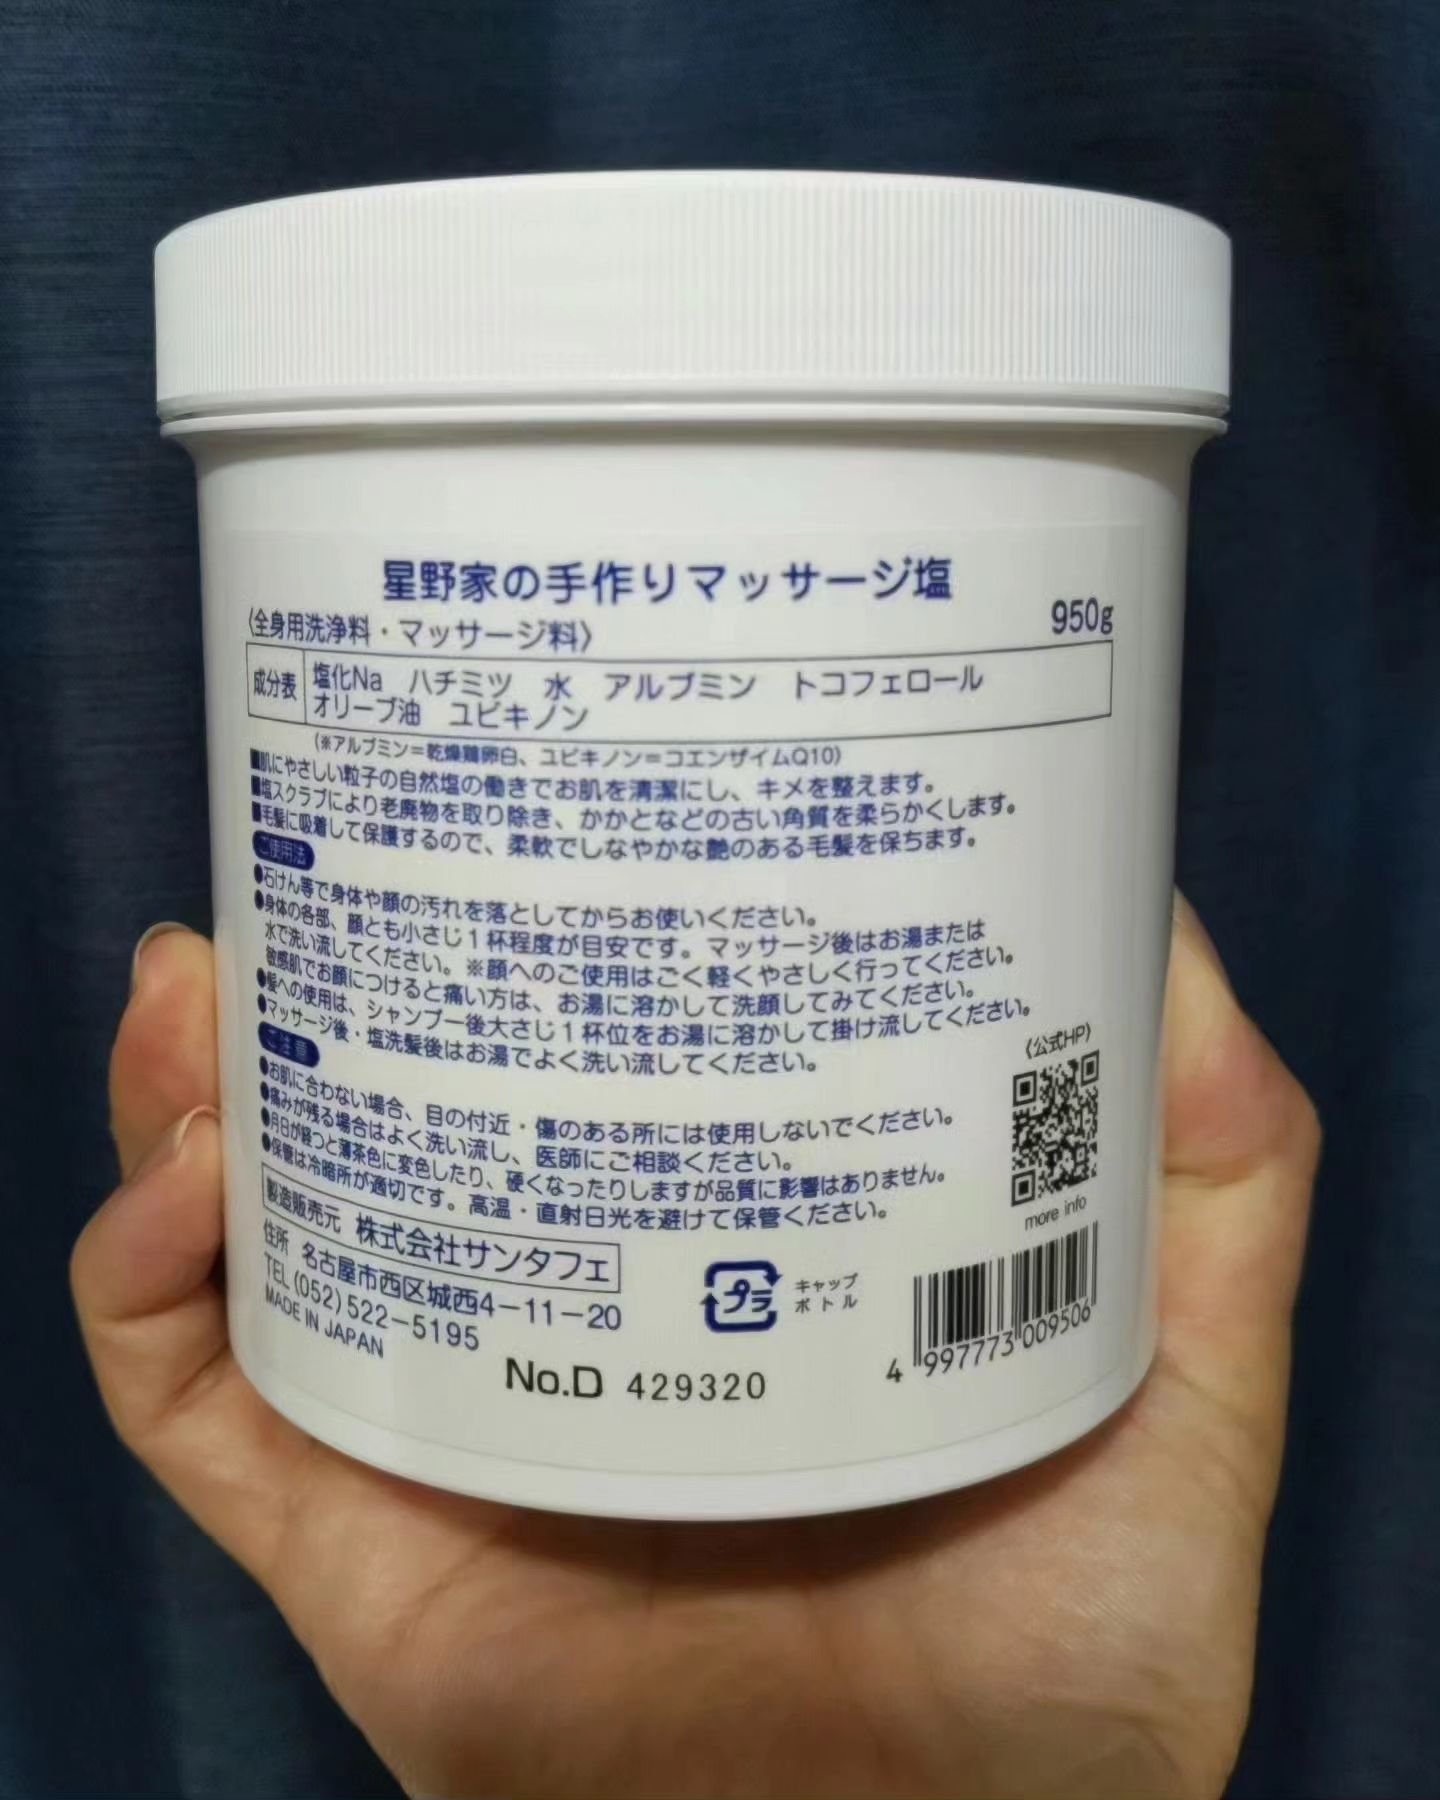 星野家の手作りマッサージ塩
〈全身用洗浄料・マッサージ料〉
950g
成分表
塩化Na ハチミツ 水 アルブミン トコフェロール
オリーブ油 ユビキノン
(※アルブミン=乾燥鶏卵白、ユビキノン=コエンザイムQ10)
■肌にやさしい粒子の自然塩の働きでお肌を清潔にし、キメを整えます。
■塩スクラブにより老廃物を取り除き、かかとなどの古い角質を柔らかくします。
■毛髪に吸着して保護するので、柔軟でしなやかな艶のある毛髪を保ちます。
ご使用法
●石けん等で身体や顔の汚れを落としてからお使いください。
●身体の各部、顔とも小さじ1杯程度が目安です。マッサージ後はお湯または
水で洗い流してください。※顔へのご使用はごく軽くやさしく行ってください。
敏感肌でお顔につけると痛い方は、お湯に溶かして洗顔してみてください。
●髪への使用は、シャンプー後大さじ1杯位をお湯に溶かして掛け流してください。
●マッサージ後・塩洗髪後はお湯でよく洗い流してください。
ご注意
●お肌に合わない場合、目の付近・傷のある所には使用しないでください。
●痛みが残る場合はよく洗い流し、医師にご相談ください。
●月日が経つと薄茶色に変色したり、硬くなったりしますが品質に影響はありません。
●保管は冷暗所が適切です。高温・直射日光を避けて保管ください。
〈公式HP〉
more info
製造販売元 株式会社サンタフェ
住所 名古屋市西区城西4-11-20
TEL (052)522-5195
MADE IN JAPAN
プラ
キャップ
ボトル
4 997773 009506
No.D 429320